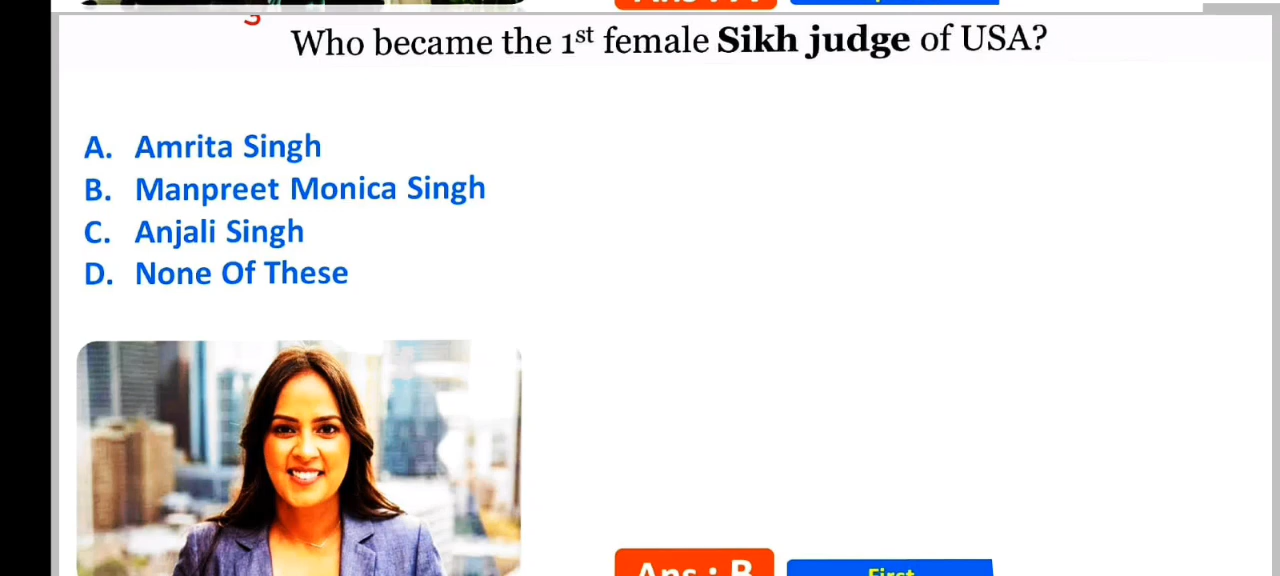 Who became the 1st female Sikh judge of USA?
A. Amrita Singh
B. Manpreet Monica Singh
C. Anjali Singh
D. None Of These
Ans : B
First